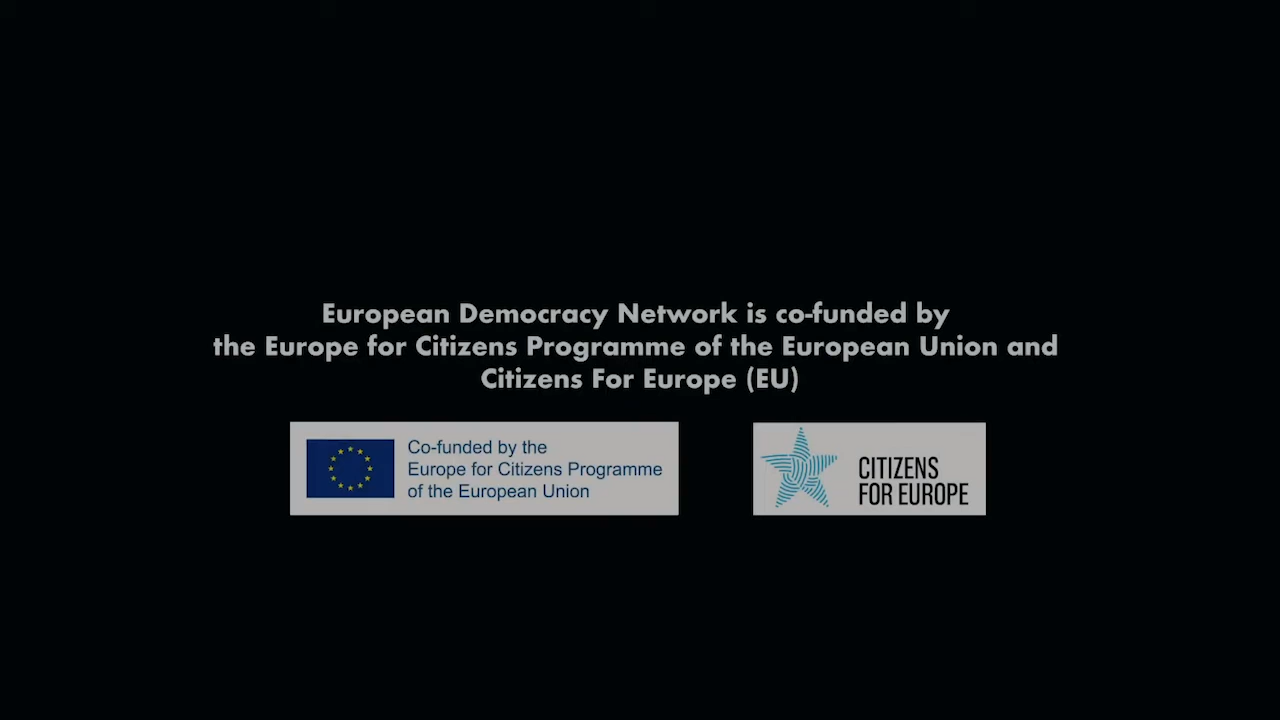 European Democracy Network is co-funded by
the Europe for Citizens Programme of the European Union and
Citizens For Europe (EU)
Co-funded by the
Europe for Citizens Programme
of the European Union
CITIZENS
FOR EUROPE